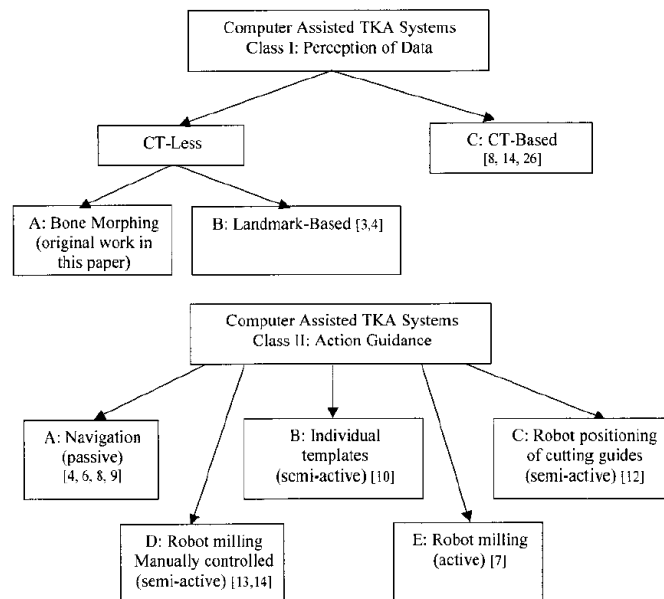 Computer Assisted TKA Systems
Class I: Perception of Data
CT-Less
C: CT-Based
[8, 14, 26]
A: Bone Morphing
(original work in
this paper)
B: Landmark-Based [3,4]
Computer Assisted TKA Systems
Class II: Action Guidance
A: Navigation
(passive)
[4, 6, 8, 9]
B: Individual
templates
(semi-active) [10]
C: Robot positioning
of cutting guides
(semi-active) [12]
D: Robot milling
Manually controlled
(semi-active) [13,14]
E: Robot milling
(active) [7]